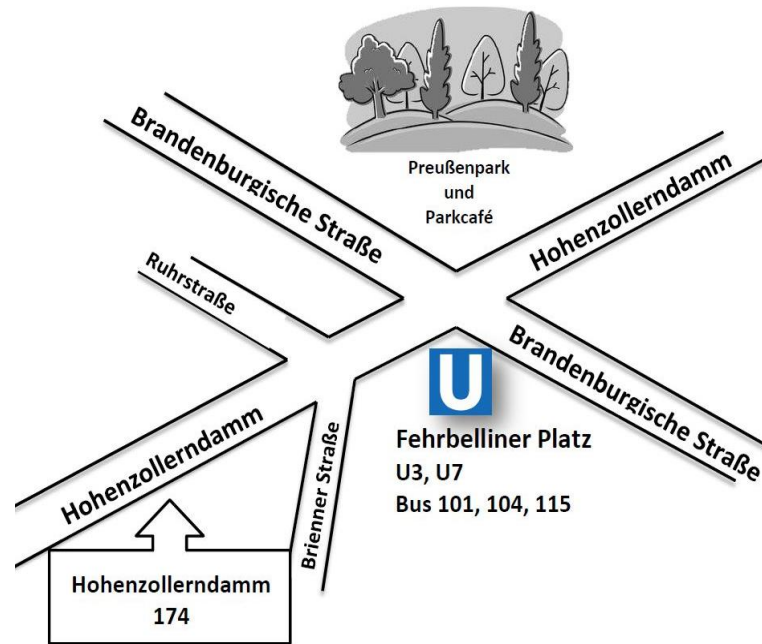 Brandenburgische Straße
Preußenpark
und
Parkcafé
Hohenzollerndamm
Ruhrstraße
Brandenburgische Straße
U
Fehrbelliner Platz
U3, U7
Bus 101, 104, 115
Hohenzollerndamm
Brienner Straße
Hohenzollerndamm
174